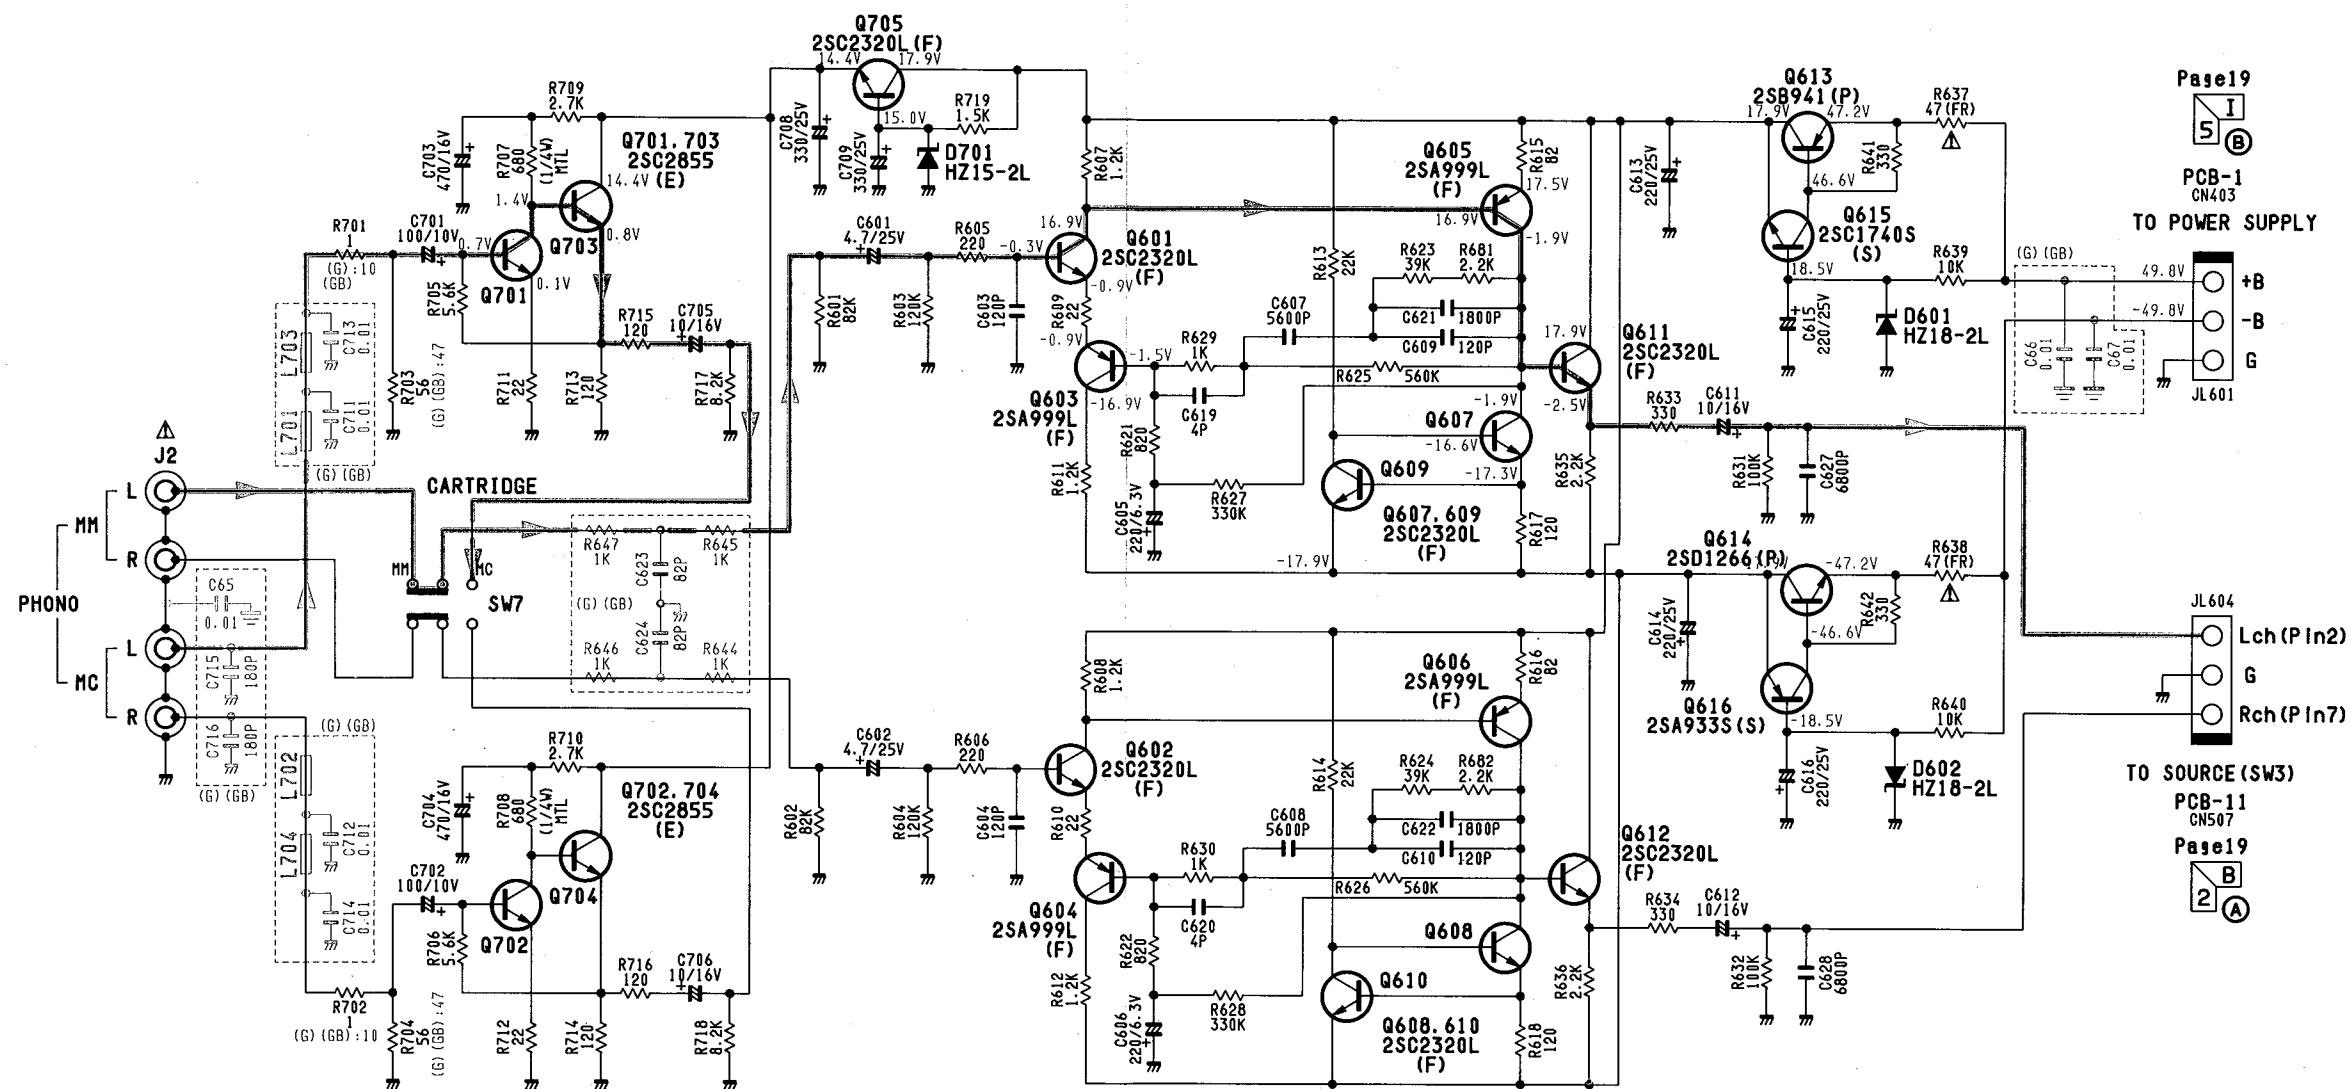 Q705
2SC2320L(F)
14.4V 17.9V
R709
2.7K
C703
470/16V
R707
680
(1/4W)
MTL
Q701.703
2SC2855
(E)
14.4V
1.4V
C708
330/25V
15.0V
R719
1.5K
C709
330/25V
D701
HZ15-2L
R701
1
(G):10
(GB)
C701
100/10V
0.7V
Q703
0.8V
Q701
0.1V
R705
5.6K
R703
56
(G)(GB):47
R711
22
R713
120
R715
120
C705
10/16V
R717
8.2K
L703
C713
0.01
L701
C711
0.01
(G)(GB)
J2
PHONO
MM
L
R
MC
L
R
C65
0.01
C715
180P
C716
180P
(G)(GB)
CARTRIDGE
MM
MC
SW7
R647
1K
R645
1K
C623
82P
(G)(GB)
C624
82P
R646
1K
R644
1K
(G)(GB)
L702
C712
0.01
L704
C714
0.01
R710
2.7K
C704
470/16V
R708
680
(1/4W)
MTL
Q702.704
2SC2855
(E)
C702
100/10V
Q704
Q702
R702
1
(G)(GB):10
R704
56
(G)(GB):47
R706
5.6K
R712
22
R714
120
R716
120
C706
10/16V
R718
8.2K
R607
1.2K
C601
4.7/25V
R605
220
-0.3V
16.9V
Q601
2SC2320L
(F)
-0.9V
R601
82K
R603
120K
C603
120P
R609
22
-0.9V
-1.5V
Q603
2SA999L
(F)
-16.9V
R611
1.2K
R629
1K
C619
4P
R621
820
C605
220/6.3V
R627
330K
C607
5600P
R625
560K
R623
39K
R681
2.2K
C621
1800P
C609
120P
R613
22K
Q605
2SA999L
(F)
R615
82
17.5V
16.9V
-1.9V
17.9V
Q611
2SC2320L
(F)
-2.5V
-1.9V
Q607
-16.6V
Q609
-17.3V
Q607.609
2SC2320L
(F)
R617
120
-17.9V
R635
2.2K
R633
330
C611
10/16V
R631
100K
C627
6800P
C613
220/25V
Q613
2SB941(P)
17.9V 47.2V
R637
47(FR)
R641
330
46.6V
Q615
2SC1740S
(S)
18.5V
R639
10K
C615
220/25V
D601
HZ18-2L
(G)(GB)
C66
0.01
C67
0.01
Page19
I
5
B
PCB-1
CN403
TO POWER SUPPLY
49.8V
+B
-49.8V
-B
G
JL601
Q614
2SD1266(P)
17.9V -47.2V
R638
47(FR)
R642
330
C614
220/25V
-46.6V
Q616
2SA933S(S)
-18.5V
R640
10K
C616
220/25V
D602
HZ18-2L
JL604
Lch(Pin2)
G
Rch(Pin7)
TO SOURCE(SW3)
PCB-11
CN507
Page19
B
2
A
R608
1.2K
C602
4.7/25V
R606
220
Q602
2SC2320L
(F)
R602
82K
R604
120K
C604
120P
R610
22
Q604
2SA999L
(F)
R612
1.2K
R630
1K
C620
4P
R622
820
C606
220/6.3V
R628
330K
C608
5600P
R626
560K
R624
39K
R682
2.2K
C622
1800P
C610
120P
R614
22K
Q606
2SA999L
(F)
R616
82
Q612
2SC2320L
(F)
Q608
Q610
Q608.610
2SC2320L
(F)
R618
120
R636
2.2K
R634
330
C612
10/16V
R632
100K
C628
6800P